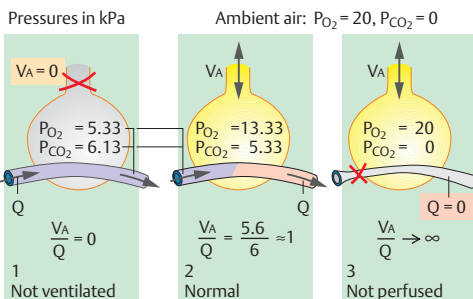 Pressures in kPa
Ambient air: PO2 = 20, PCO2 = 0
VA = 0
PO2 = 5.33
PCO2 = 6.13
Q
VA/Q = 0
1
Not ventilated
VA
PO2 =13.33
PCO2 = 5.33
Q
VA/Q = 5.6/6 ≈1
2
Normal
VA
PO2 = 20
PCO2 = 0
Q = 0
VA/Q → ∞
3
Not perfused